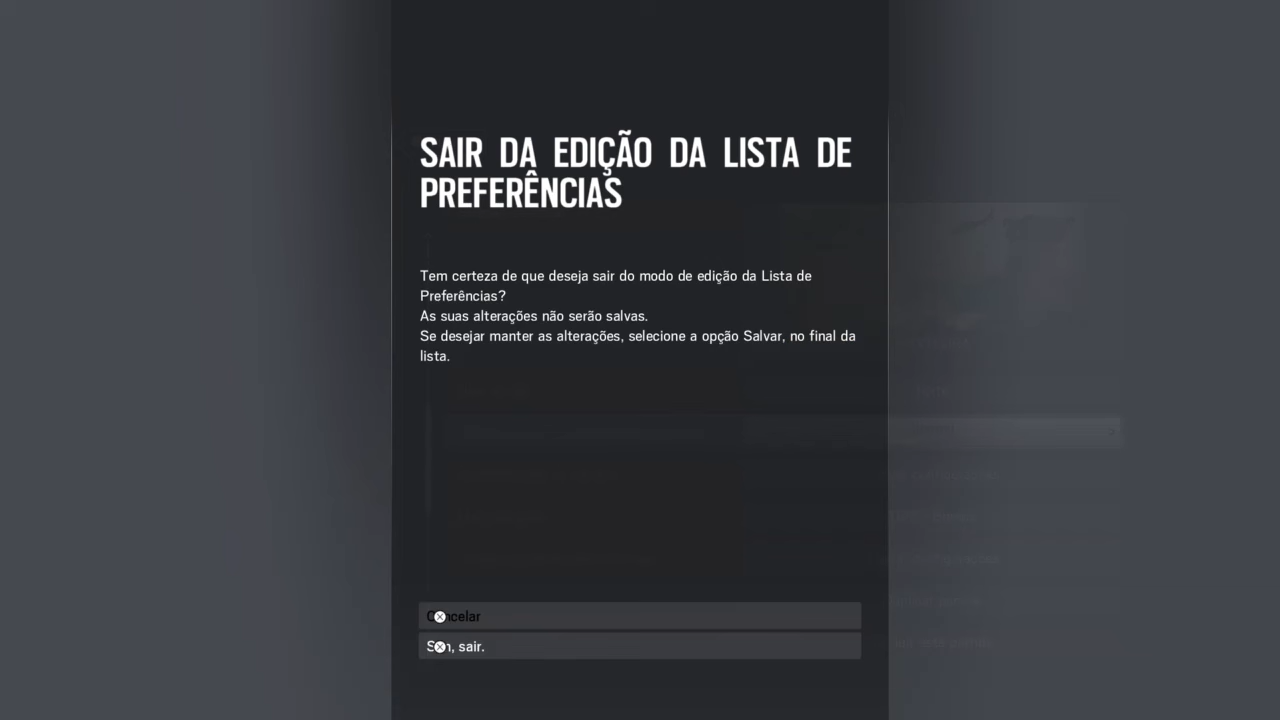 SAIR DA EDIÇÃO DA LISTA DE
PREFERÊNCIAS
Tem certeza de que deseja sair do modo de edição da Lista de
Preferências?
As suas alterações não serão salvas.
Se desejar manter as alterações, selecione a opção Salvar, no final da
lista.
Cancelar
Sim, sair.